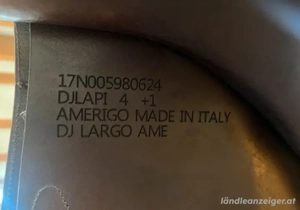 17N005980624
DJLAPI 4 +1
AMERIGO MADE IN ITALY
DJ LARGO AME
ländleanzeiger.at